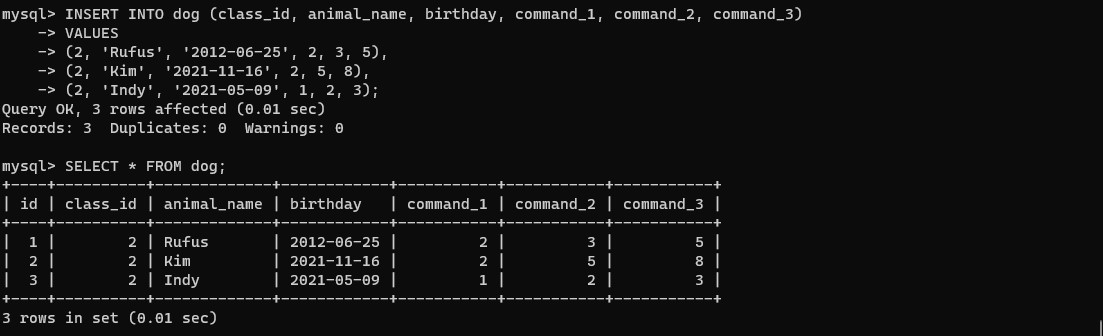 mysql> INSERT INTO dog (class_id, animal_name, birthday, command_1, command_2, command_3)
    -> VALUES
    -> (2, 'Rufus', '2012-06-25', 2, 3, 5),
    -> (2, 'Kim', '2021-11-16', 2, 5, 8),
    -> (2, 'Indy', '2021-05-09', 1, 2, 3);
Query OK, 3 rows affected (0.01 sec)
Records: 3  Duplicates: 0  Warnings: 0

mysql> SELECT * FROM dog;
+----+----------+-------------+------------+-----------+-----------+-----------+
| id | class_id | animal_name | birthday   | command_1 | command_2 | command_3 |
+----+----------+-------------+------------+-----------+-----------+-----------+
|  1 |        2 | Rufus       | 2012-06-25 |         2 |         3 |         5 |
|  2 |        2 | Kim         | 2021-11-16 |         2 |         5 |         8 |
|  3 |        2 | Indy        | 2021-05-09 |         1 |         2 |         3 |
+----+----------+-------------+------------+-----------+-----------+-----------+
3 rows in set (0.01 sec)